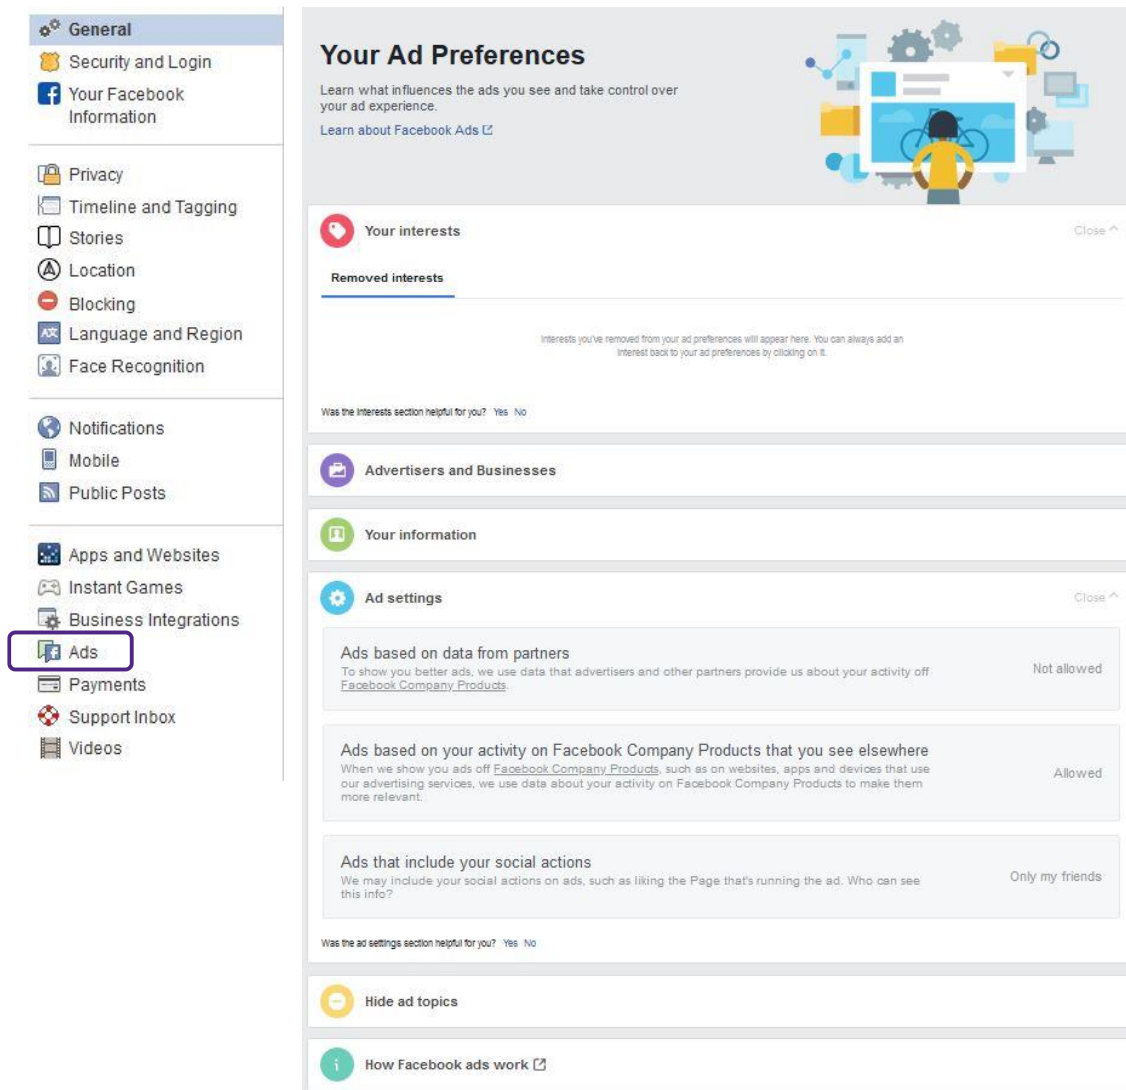 General
Security and Login
Your Facebook
Information
Privacy
Timeline and Tagging
Stories
Location
Blocking
Language and Region
Face Recognition
Notifications
Mobile
Public Posts
Apps and Websites
Instant Games
Business Integrations
Ads
Payments
Support Inbox
Videos
Your Ad Preferences
Learn what influences the ads you see and take control over
your ad experience.
Learn about Facebook Ads
Your interests
Close
Removed interests
Interests you've removed from your ad preferences will appear here. You can always add an
interest back to your ad preferences by clicking on it.
Was the interests section helpful for you? Yes No
Advertisers and Businesses
Your information
Ad settings
Close
Ads based on data from partners
To show you better ads, we use data that advertisers and other partners provide us about your activity off
Facebook Company Products.
Not allowed
Ads based on your activity on Facebook Company Products that you see elsewhere
When we show you ads off Facebook Company Products, such as on websites, apps and devices that use
our advertising services, we use data about your activity on Facebook Company Products to make them
more relevant.
Allowed
Ads that include your social actions
We may include your social actions on ads, such as liking the Page that's running the ad. Who can see
this info?
Only my friends
Was the ad settings section helpful for you? Yes No
Hide ad topics
How Facebook ads work